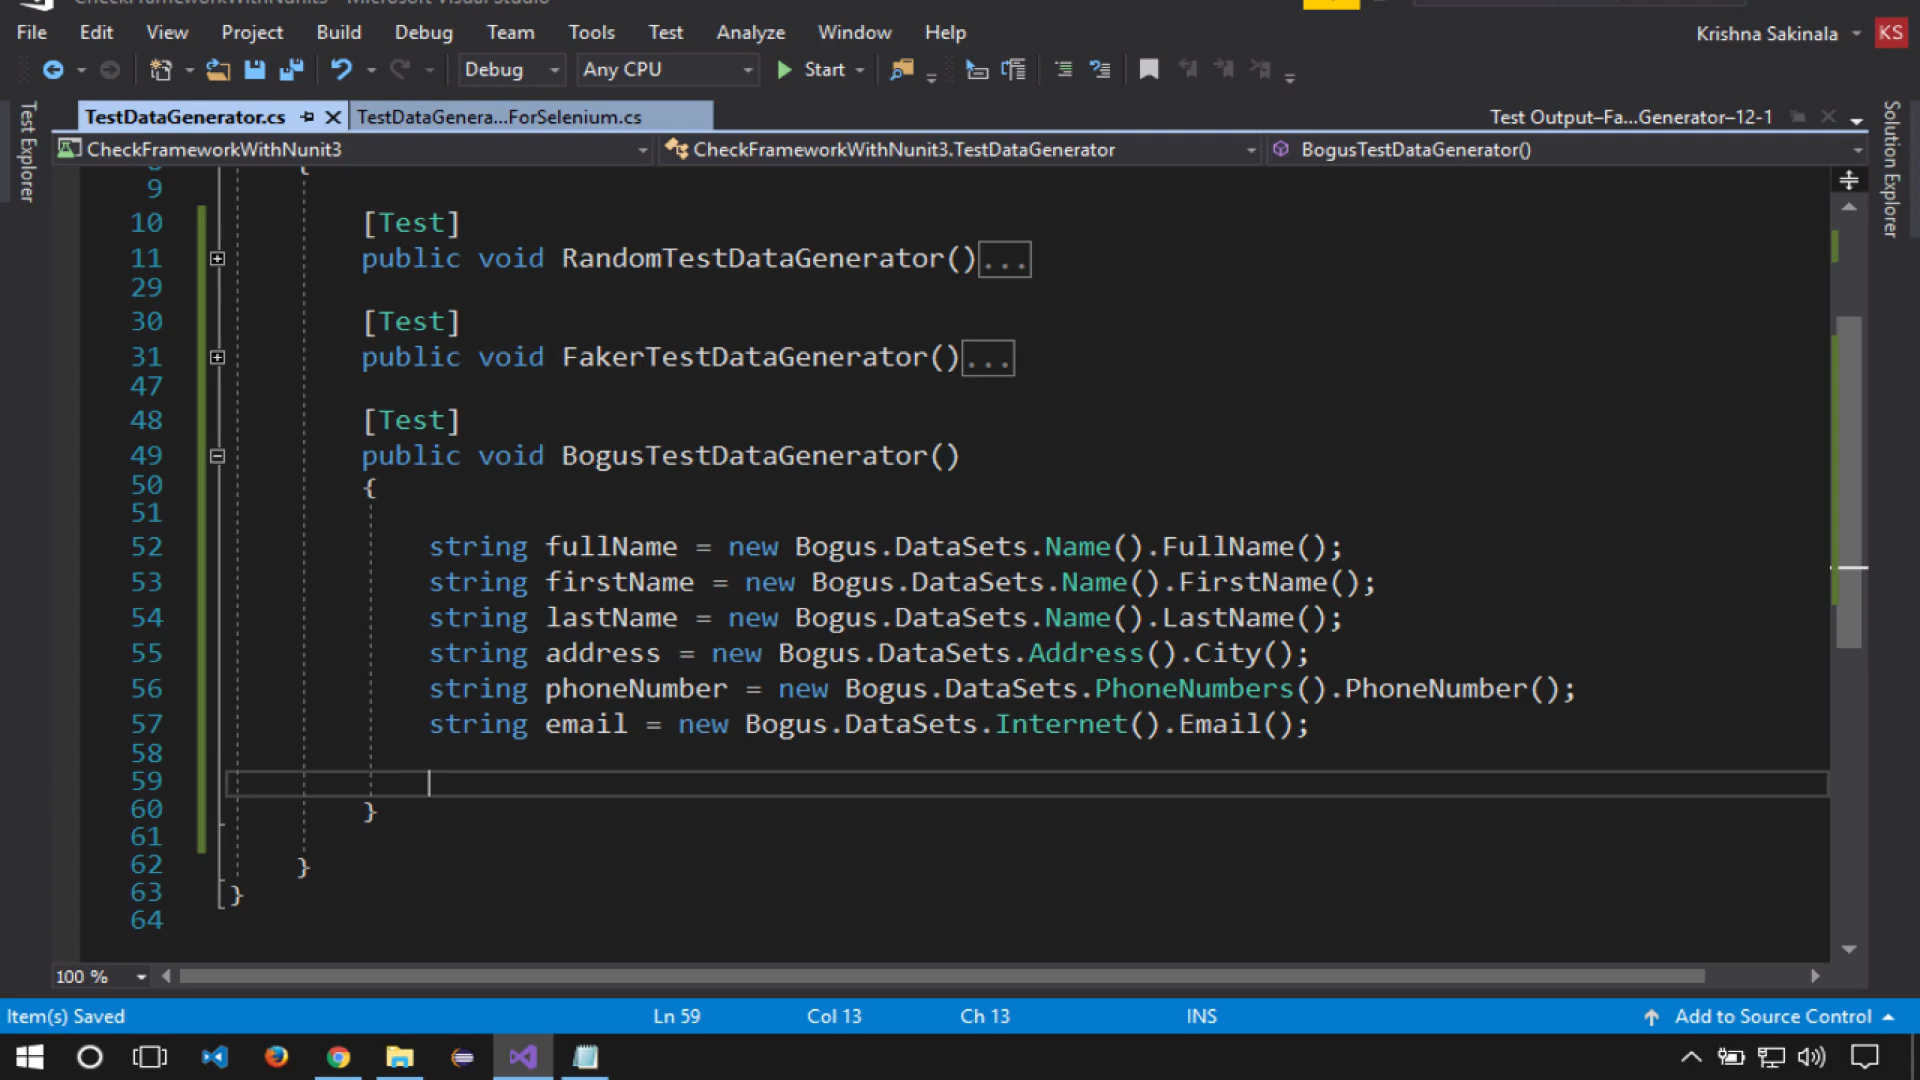 CheckFrameworkWithNunit3 - Microsoft Visual Studio
File Edit View Project Build Debug Team Tools Test Analyze Window Help
Krishna Sakinala KS
Debug Any CPU Start
TestDataGenerator.cs TestDataGenera...ForSelenium.cs Test Output–Fa...Generator–12-1
Test Explorer
Solution Explorer
CheckFrameworkWithNunit3 CheckFrameworkWithNunit3.TestDataGenerator BogusTestDataGenerator()
{
9
10 [Test]
11 public void RandomTestDataGenerator()...
29
30 [Test]
31 public void FakerTestDataGenerator()...
47
48 [Test]
49 public void BogusTestDataGenerator()
50 {
51
52 string fullName = new Bogus.DataSets.Name().FullName();
53 string firstName = new Bogus.DataSets.Name().FirstName();
54 string lastName = new Bogus.DataSets.Name().LastName();
55 string address = new Bogus.DataSets.Address().City();
56 string phoneNumber = new Bogus.DataSets.PhoneNumbers().PhoneNumber();
57 string email = new Bogus.DataSets.Internet().Email();
58
59
60 }
61
62 }
63 }
64
100 %
Item(s) Saved Ln 59 Col 13 Ch 13 INS Add to Source Control